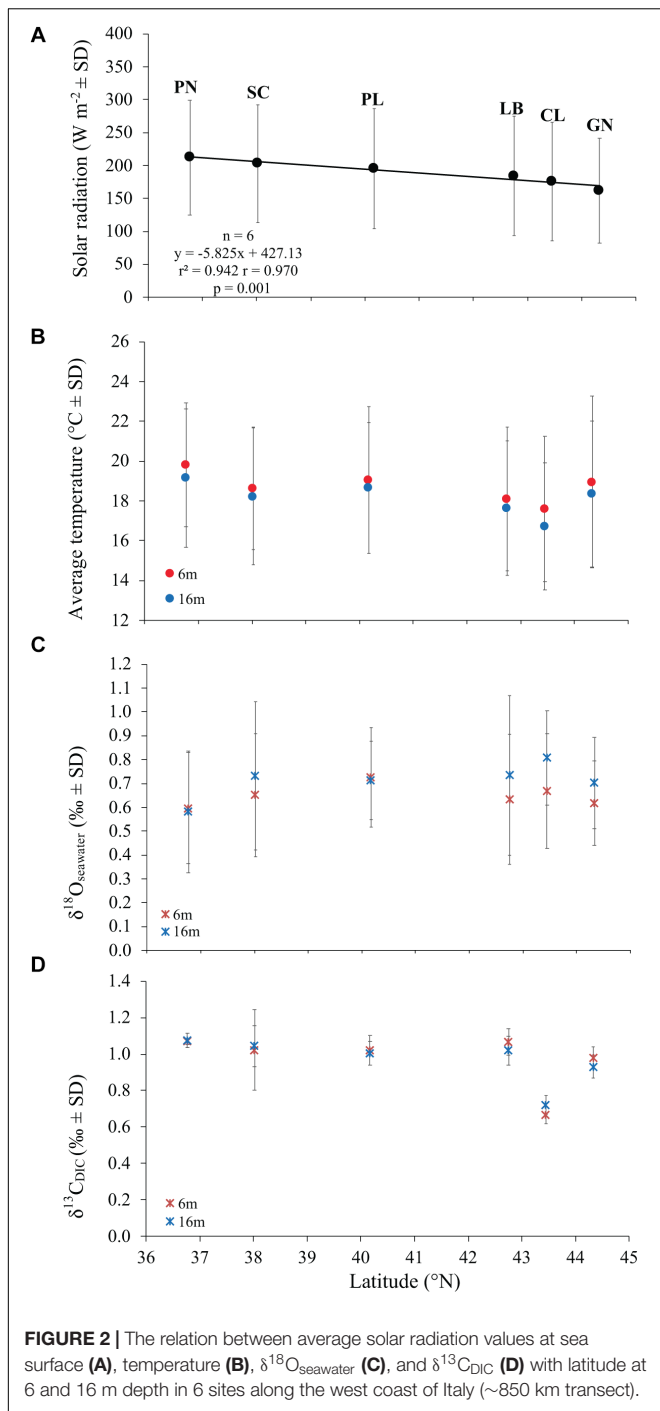 A
Solar radiation (W m⁻² ± SD)
400
350
300
250
200
150
100
50
0
PN
SC
PL
LB
CL
GN
n = 6
y = -5.825x + 427.13
r² = 0.942 r = 0.970
p = 0.001
B
Average temperature (°C ± SD)
26
24
22
20
18
16
14
12
6m
16m
C
δ¹⁸Oseawater (‰ ± SD)
1.2
1.1
1.0
0.9
0.8
0.7
0.6
0.5
0.4
0.3
0.2
0.1
0.0
6m
16m
D
δ¹³CDIC (‰ ± SD)
1.4
1.2
1.0
0.8
0.6
0.4
0.2
0.0
6m
16m
36 37 38 39 40 41 42 43 44 45
Latitude (°N)
FIGURE 2 | The relation between average solar radiation values at sea
surface (A), temperature (B), δ¹⁸Oseawater (C), and δ¹³CDIC (D) with latitude at
6 and 16 m depth in 6 sites along the west coast of Italy (~850 km transect).